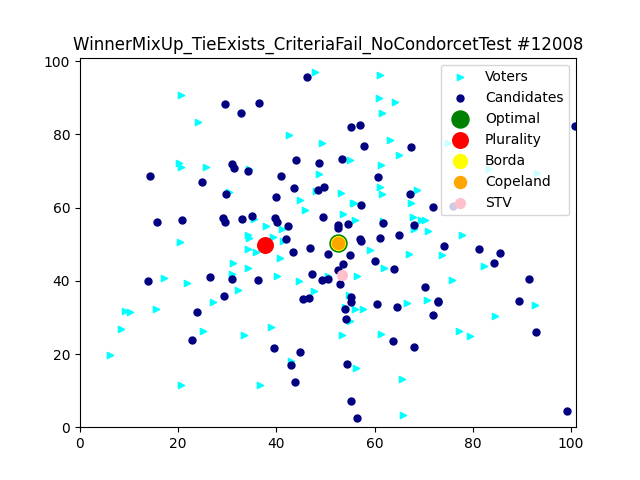 WinnerMixUp_TieExists_CriteriaFail_NoCondorcetTest #12008
100
80
60
40
20
0
0
20
40
60
80
100
Voters
Candidates
Optimal
Plurality
Borda
Copeland
STV